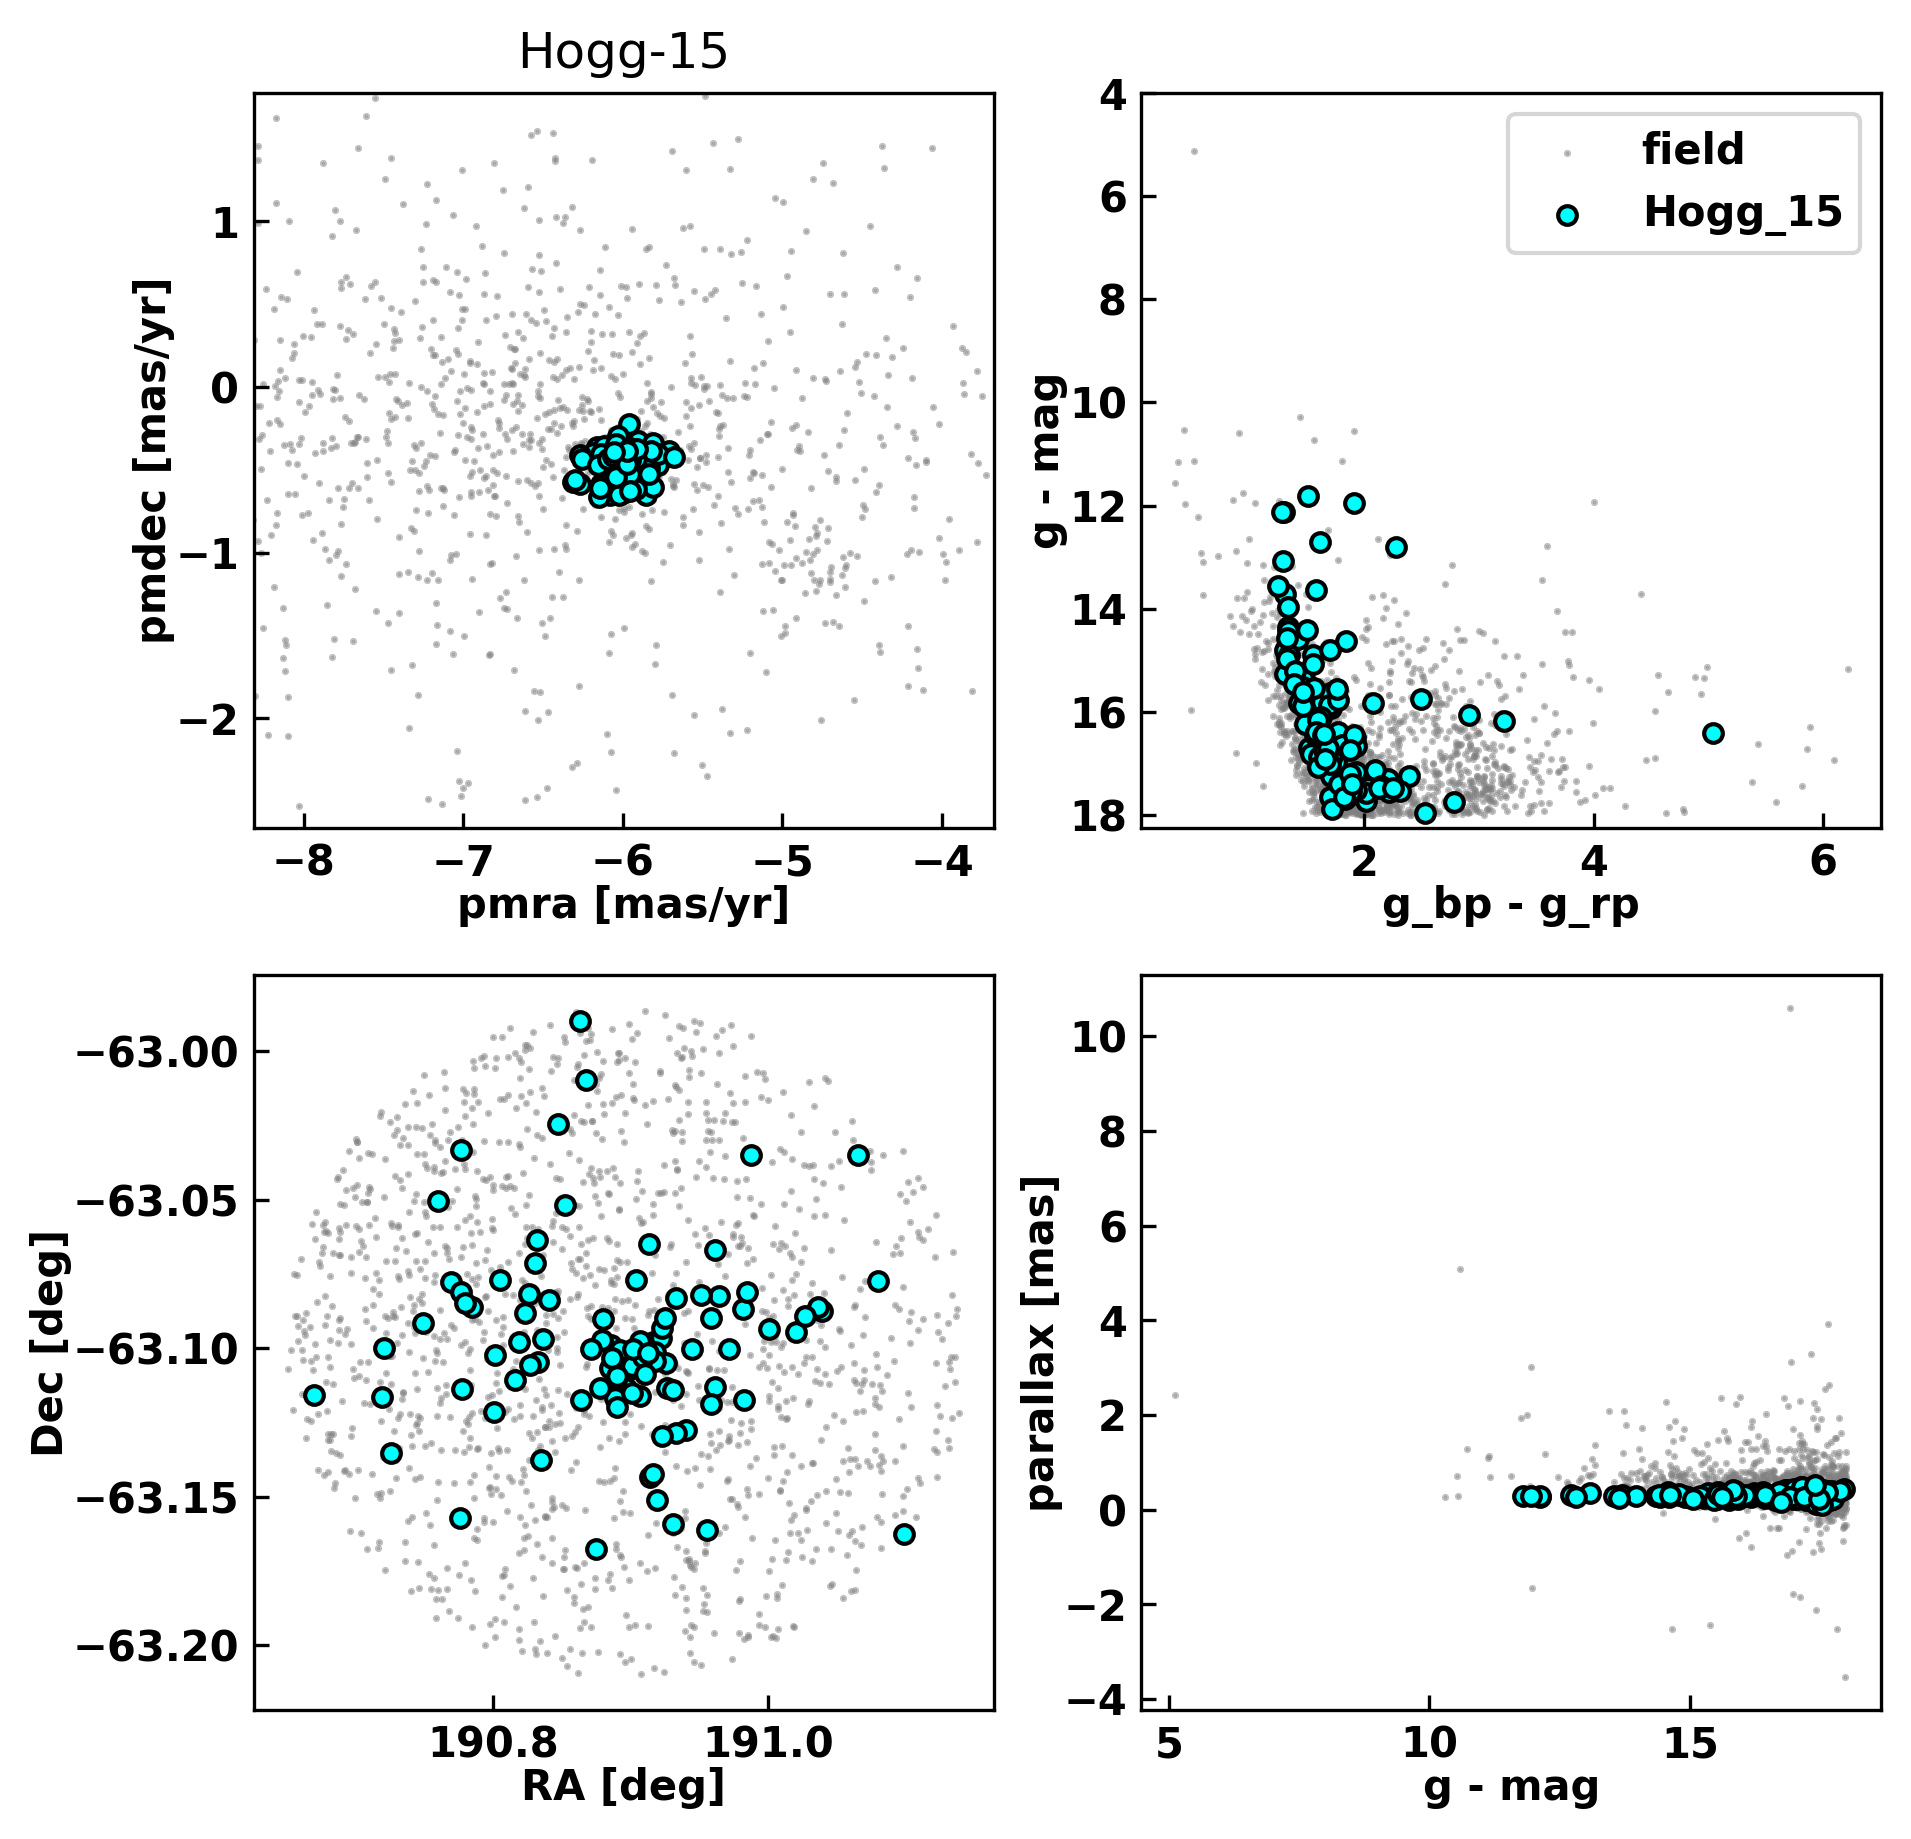 Hogg-15
1
0
−1
−2
pmdec [mas/yr]
−8 −7 −6 −5 −4
pmra [mas/yr]
4
6
8
10
12
14
16
18
g - mag
field
Hogg_15
2 4 6
g_bp - g_rp
−63.00
−63.05
−63.10
−63.15
−63.20
Dec [deg]
190.8 191.0
RA [deg]
10
8
6
4
2
0
−2
−4
parallax [mas]
5 10 15
g - mag